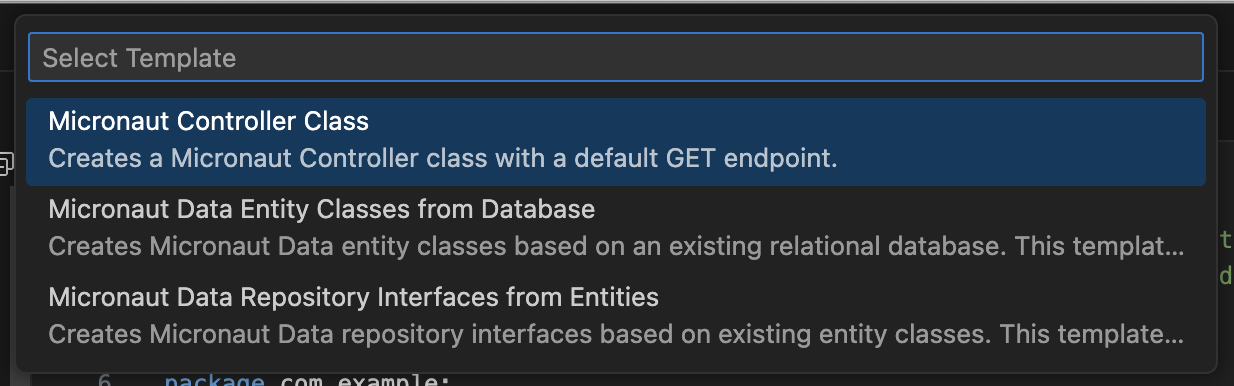 Select Template
Micronaut Controller Class
Creates a Micronaut Controller class with a default GET endpoint.
Micronaut Data Entity Classes from Database
Creates Micronaut Data entity classes based on an existing relational database. This templat...
Micronaut Data Repository Interfaces from Entities
Creates Micronaut Data repository interfaces based on existing entity classes. This template...
6 package com.example;